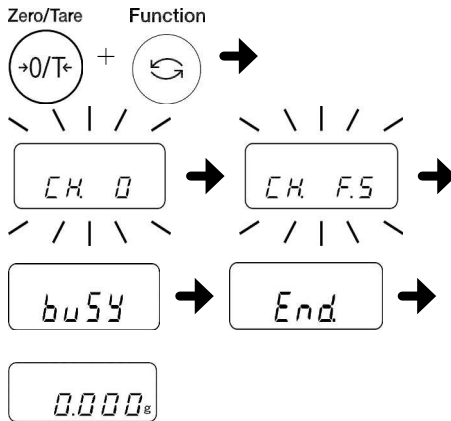 Zero/Tare Function
→0/T← +
CH. 0 CH. F.S
buSY End.
0.000g